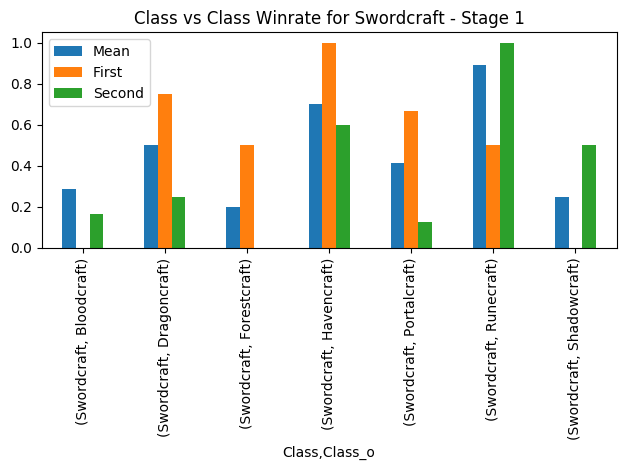 Class vs Class Winrate for Swordcraft - Stage 1
Mean
First
Second
1.0
0.8
0.6
0.4
0.2
0.0
(Swordcraft, Bloodcraft)
(Swordcraft, Dragoncraft)
(Swordcraft, Forestcraft)
(Swordcraft, Havencraft)
(Swordcraft, Portalcraft)
(Swordcraft, Runecraft)
(Swordcraft, Shadowcraft)
Class,Class_o